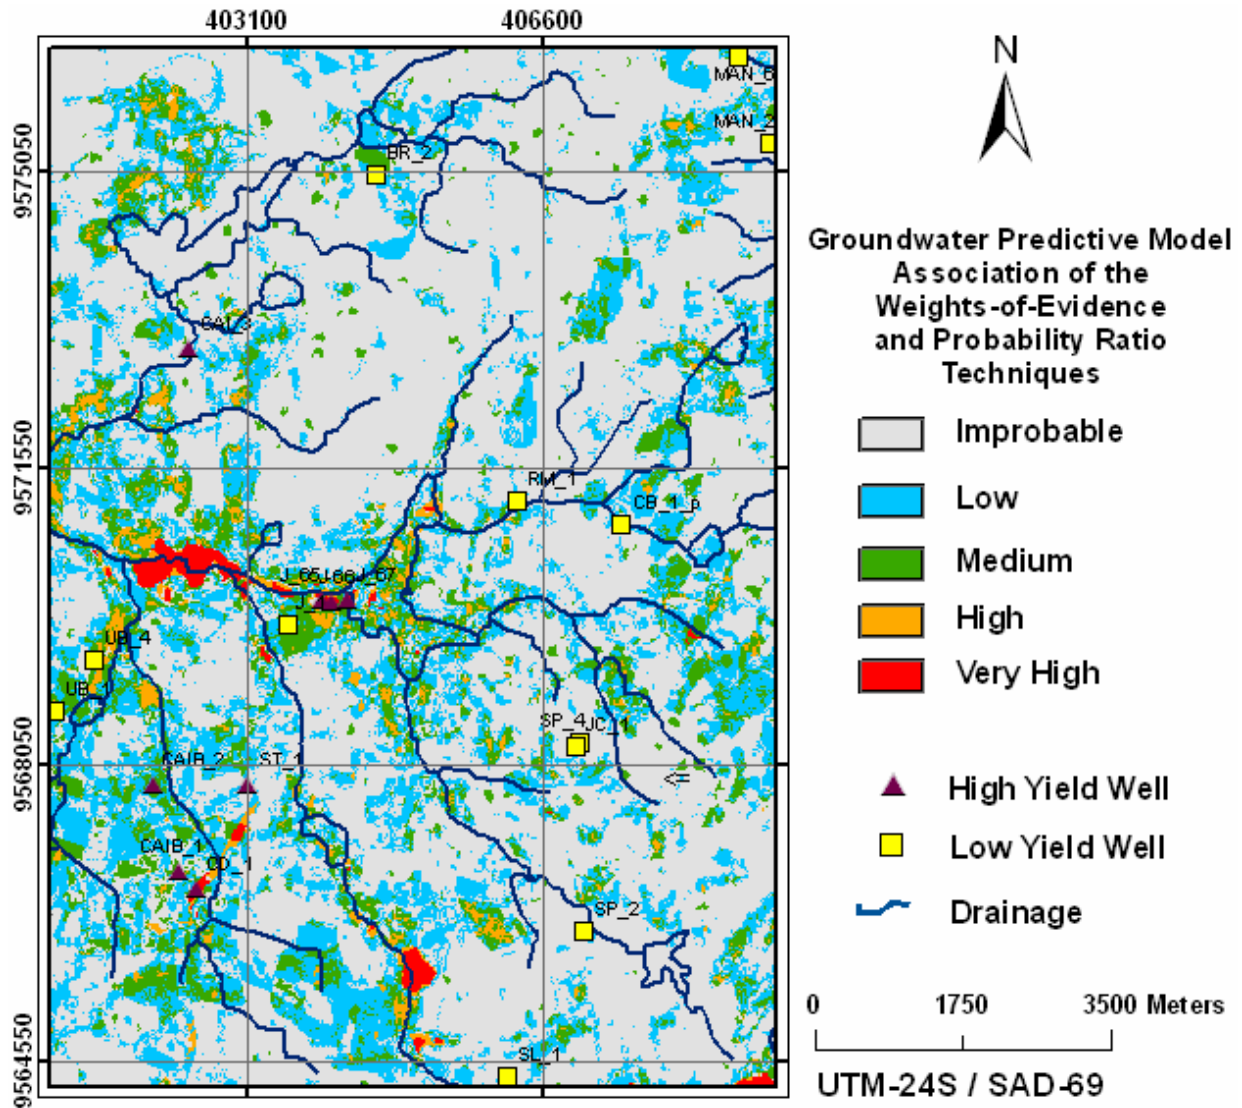 403100
406600
N
9575050
9571550
9568050
9564550
MAN_6
MAN_2
BR_2
CAI_3
RM_1
CB_1_p
J_65
J_66
J_67
UB_4
UB_1
SP_4
JC_1
CAIB_2
ST_1
<=
CAIB_1
CD_1
SP_2
SL_1
Groundwater Predictive Model
Association of the
Weights-of-Evidence
and Probability Ratio
Techniques
Improbable
Low
Medium
High
Very High
High Yield Well
Low Yield Well
Drainage
0 1750 3500 Meters
UTM-24S / SAD-69